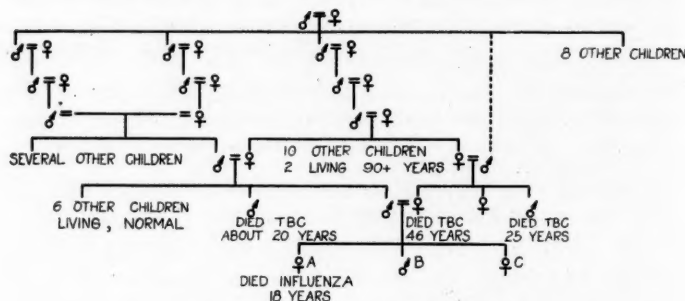 8 OTHER CHILDREN
SEVERAL OTHER CHILDREN
10
OTHER CHILDREN
2 LIVING 90+ YEARS
6 OTHER CHILDREN
LIVING, NORMAL
DIED TBC
ABOUT 20 YEARS
DIED TBC
46 YEARS
DIED TBC
25 YEARS
A
B
C
DIED INFLUENZA
18 YEARS